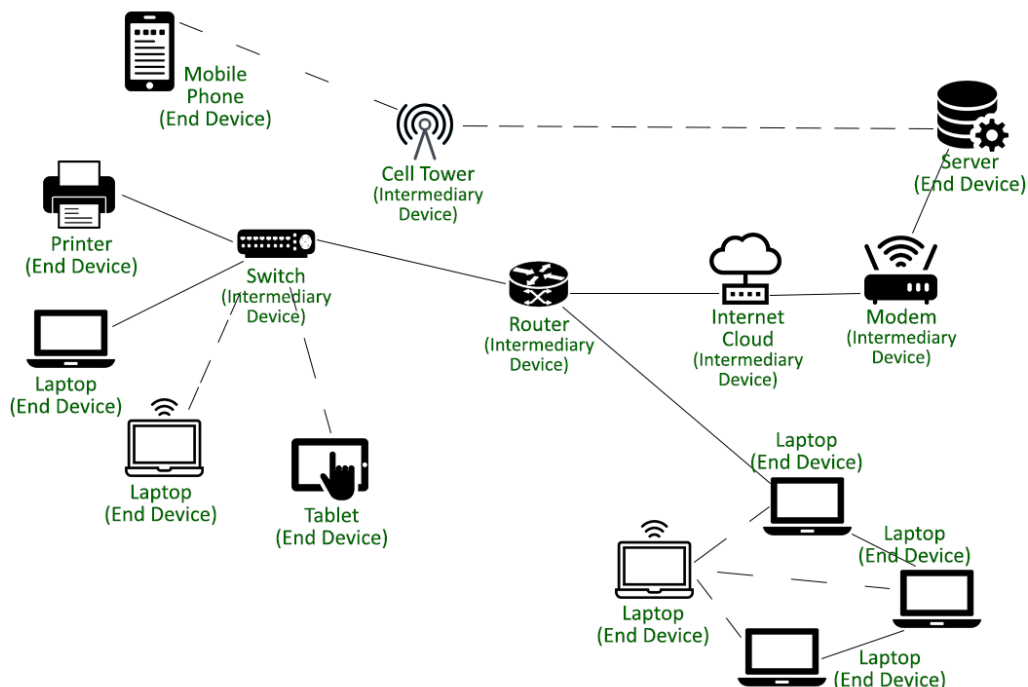 Mobile
Phone
(End Device)
Cell Tower
(Intermediary
Device)
Server
(End Device)
Printer
(End Device)
Switch
(Intermediary
Device)
Router
(Intermediary
Device)
Internet
Cloud
(Intermediary
Device)
Modem
(Intermediary
Device)
Laptop
(End Device)
Laptop
(End Device)
Tablet
(End Device)
Laptop
(End Device)
Laptop
(End Device)
Laptop
(End Device)
Laptop
(End Device)